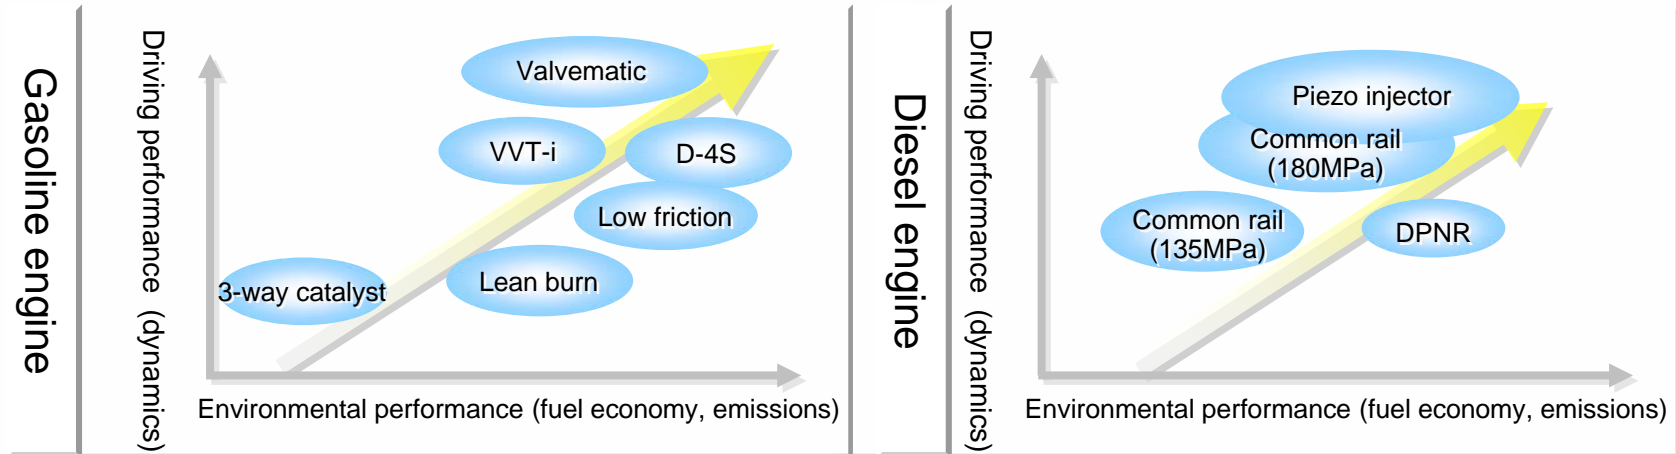 Gasoline engine
Driving performance (dynamics)
Valvematic
VVT-i
D-4S
Low friction
Lean burn
3-way catalyst
Environmental performance (fuel economy, emissions)
Diesel engine
Driving performance (dynamics)
Piezo injector
Common rail
(180MPa)
Common rail
(135MPa)
DPNR
Environmental performance (fuel economy, emissions)